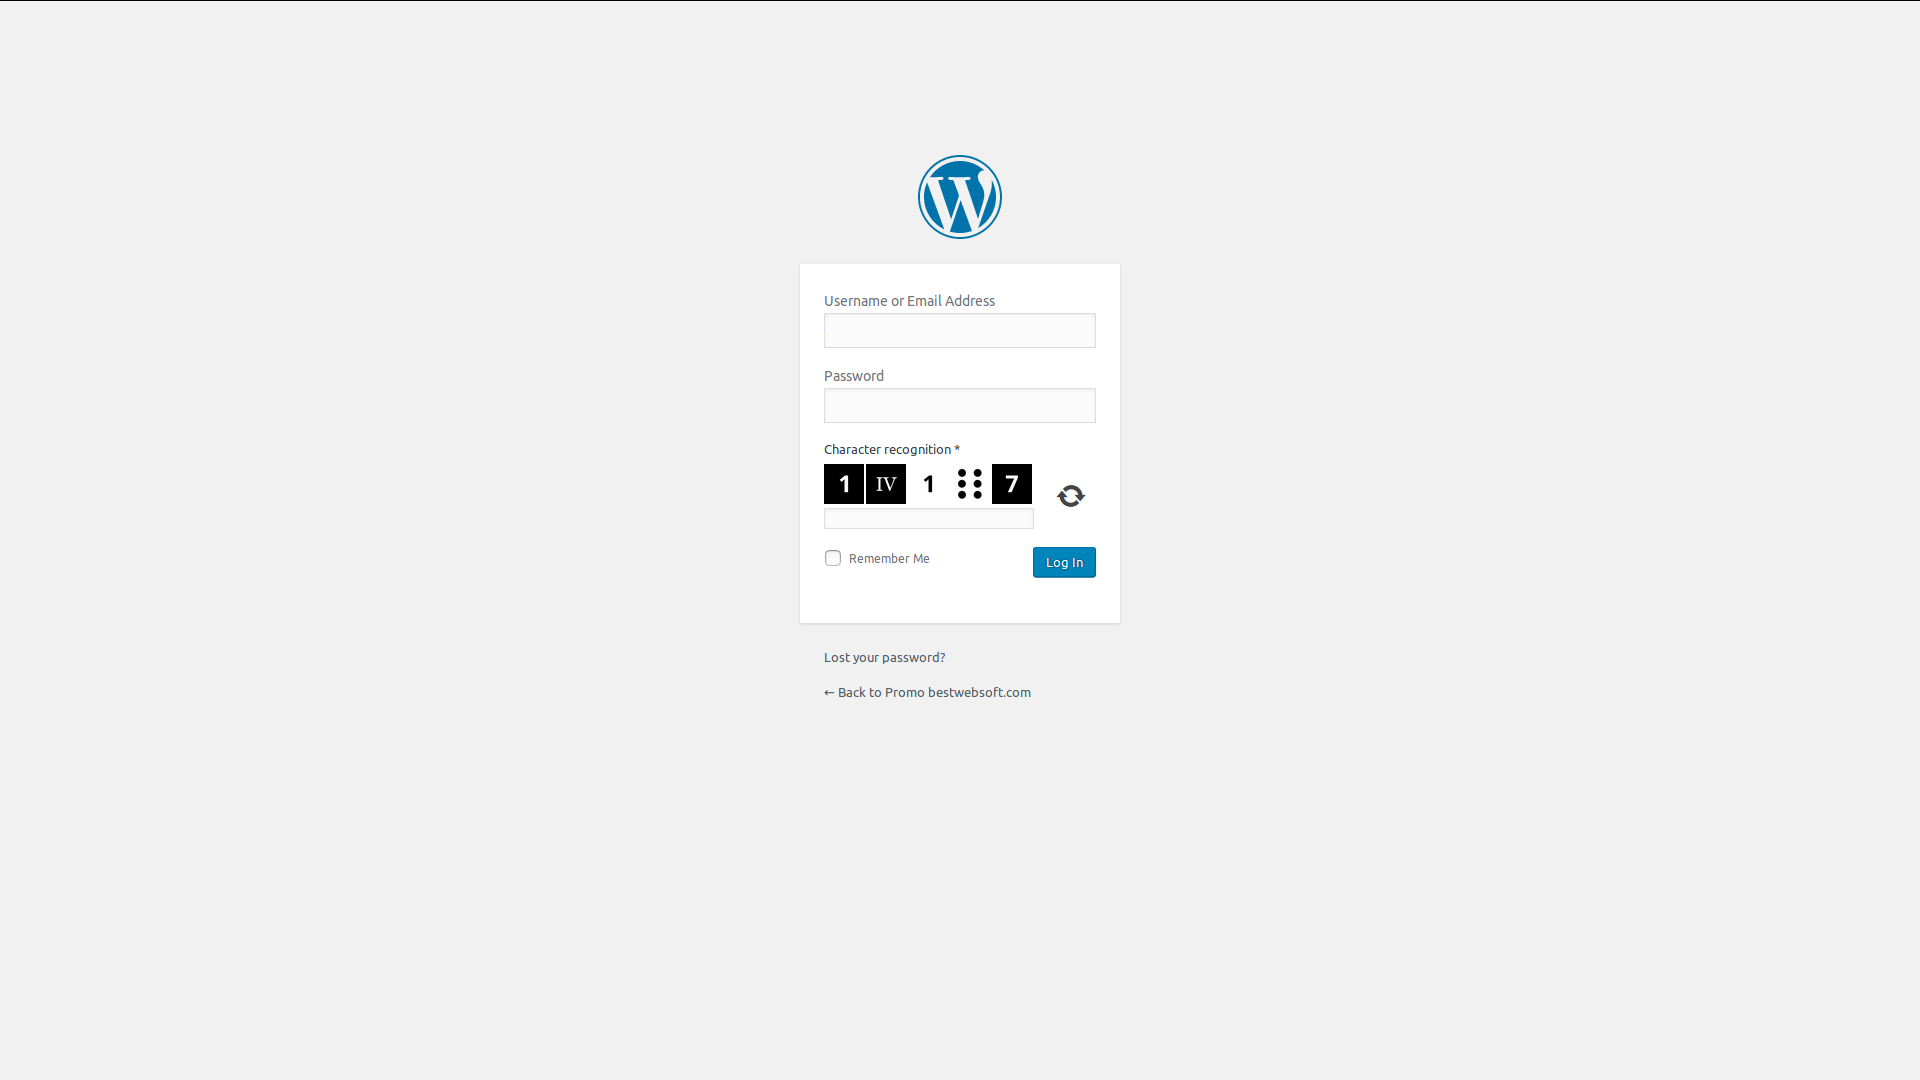 Username or Email Address
Password
Character recognition *
1 IV 1 7
Remember Me
Log In
Lost your password?
← Back to Promo bestwebsoft.com